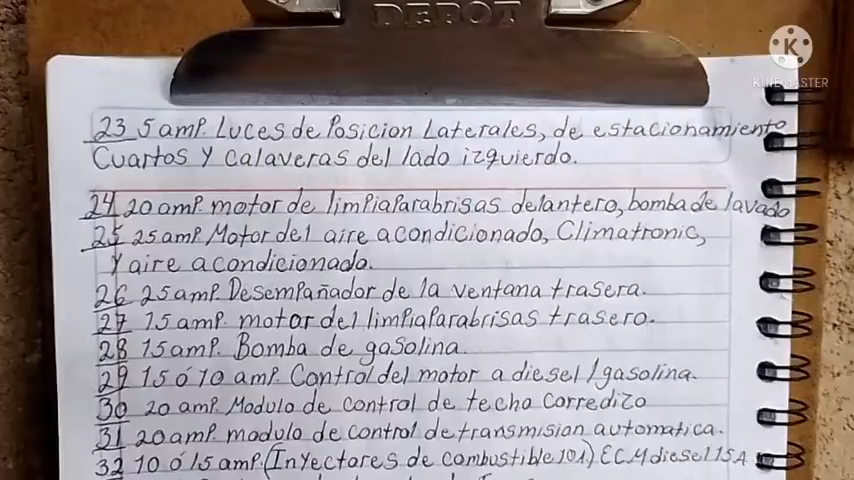 DEPOT
K
KINEMASTER
23 5 amp. Luces de Posicion Laterales, de estacionamiento
Cuartos y calaveras del lado izquierdo.
24 20 amp. motor de limpiaparabrisas delantero, bomba de lavado
25 25 amp. Motor del aire acondicionado, Climatronic,
y aire acondicionado.
26 25 amp. Desempañador de la ventana trasera.
27 15 amp. motor del limpiaparabrisas trasero.
28 15 amp. Bomba de gasolina.
29 15 ó 10 amp. Control del motor a diesel/gasolina.
30 20 amp. Modulo de control de techo corredizo
31 20 amp. modulo de control de transmision automatica.
32 10 ó 15 amp. (Inyectores de combustible 10A) ECM diesel 15A